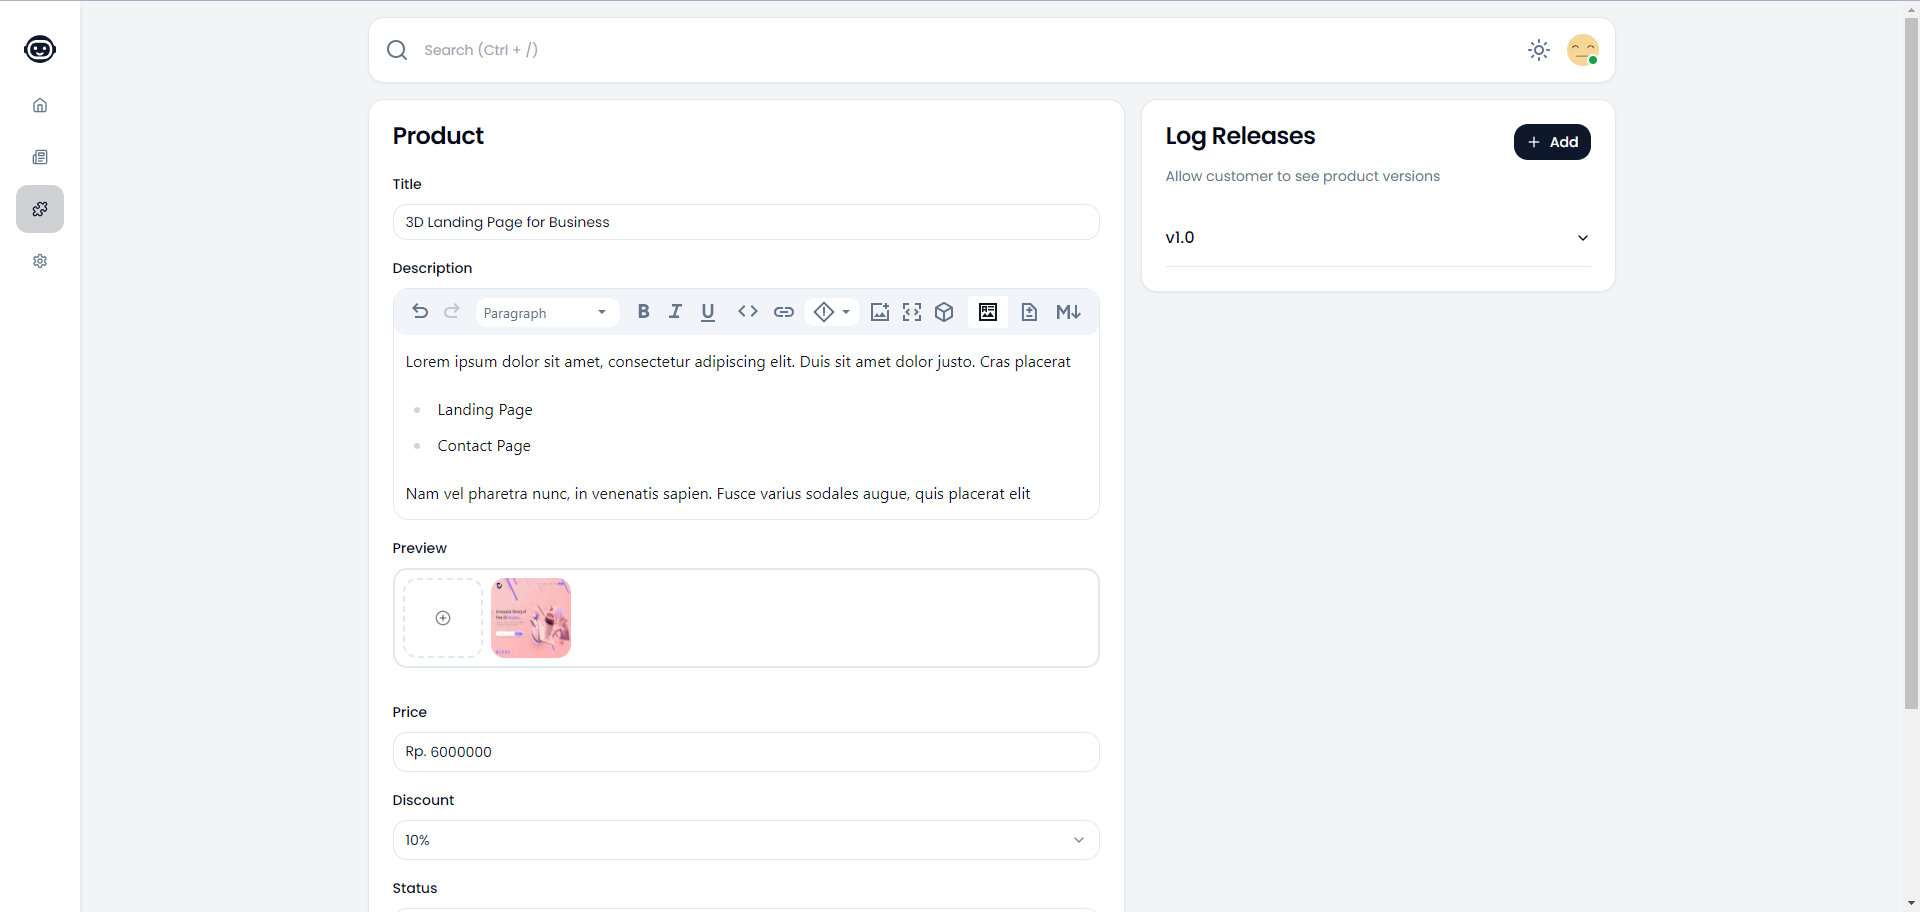 Search (Ctrl + /)
Product
Title
3D Landing Page for Business
Description
Paragraph
B I U M↓
Lorem ipsum dolor sit amet, consectetur adipiscing elit. Duis sit amet dolor justo. Cras placerat
Landing Page
Contact Page
Nam vel pharetra nunc, in venenatis sapien. Fusce varius sodales augue, quis placerat elit
Preview
Price
Rp. 6000000
Discount
10%
Status
Log Releases
+ Add
Allow customer to see product versions
v1.0